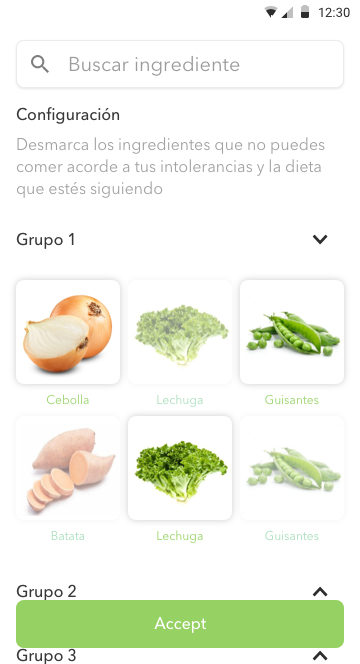 12:30
Buscar ingrediente
Configuración
Desmarca los ingredientes que no puedes
comer acorde a tus intolerancias y la dieta
que estés siguiendo
Grupo 1
Cebolla
Lechuga
Guisantes
Batata
Lechuga
Guisantes
Grupo 2
Accept
Grupo 3